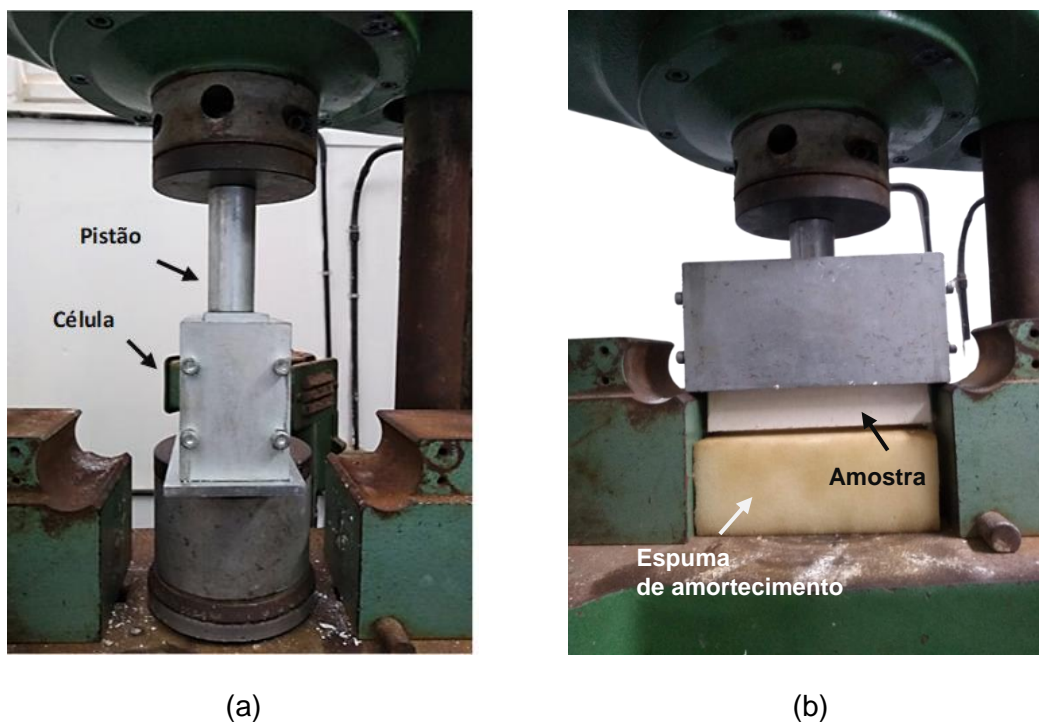 Pistão
Célula
Amostra
Espuma
de amortecimento
(a)
(b)